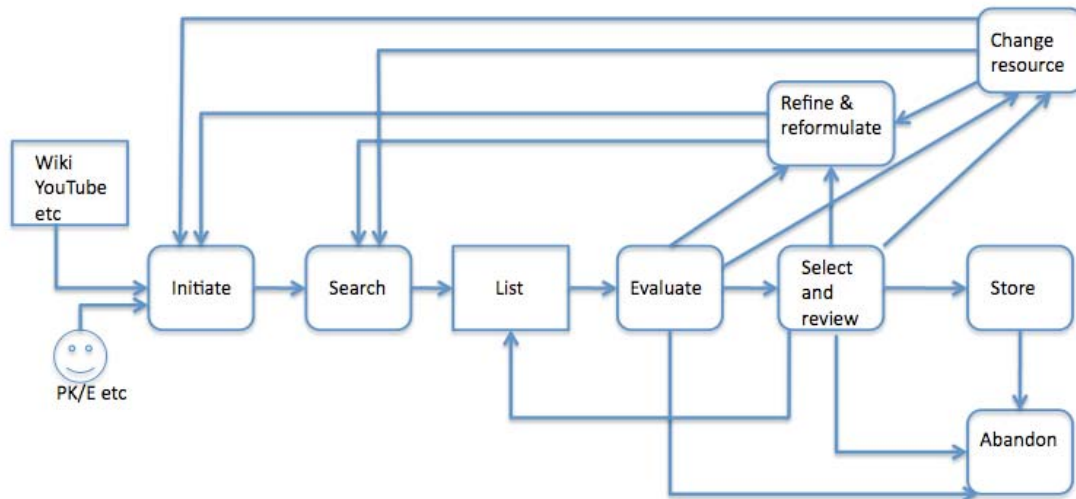 Change
resource
Refine &
reformulate
Wiki
YouTube
etc
Initiate
Search
List
Evaluate
Select
and
review
Store
PK/E etc
Abandon